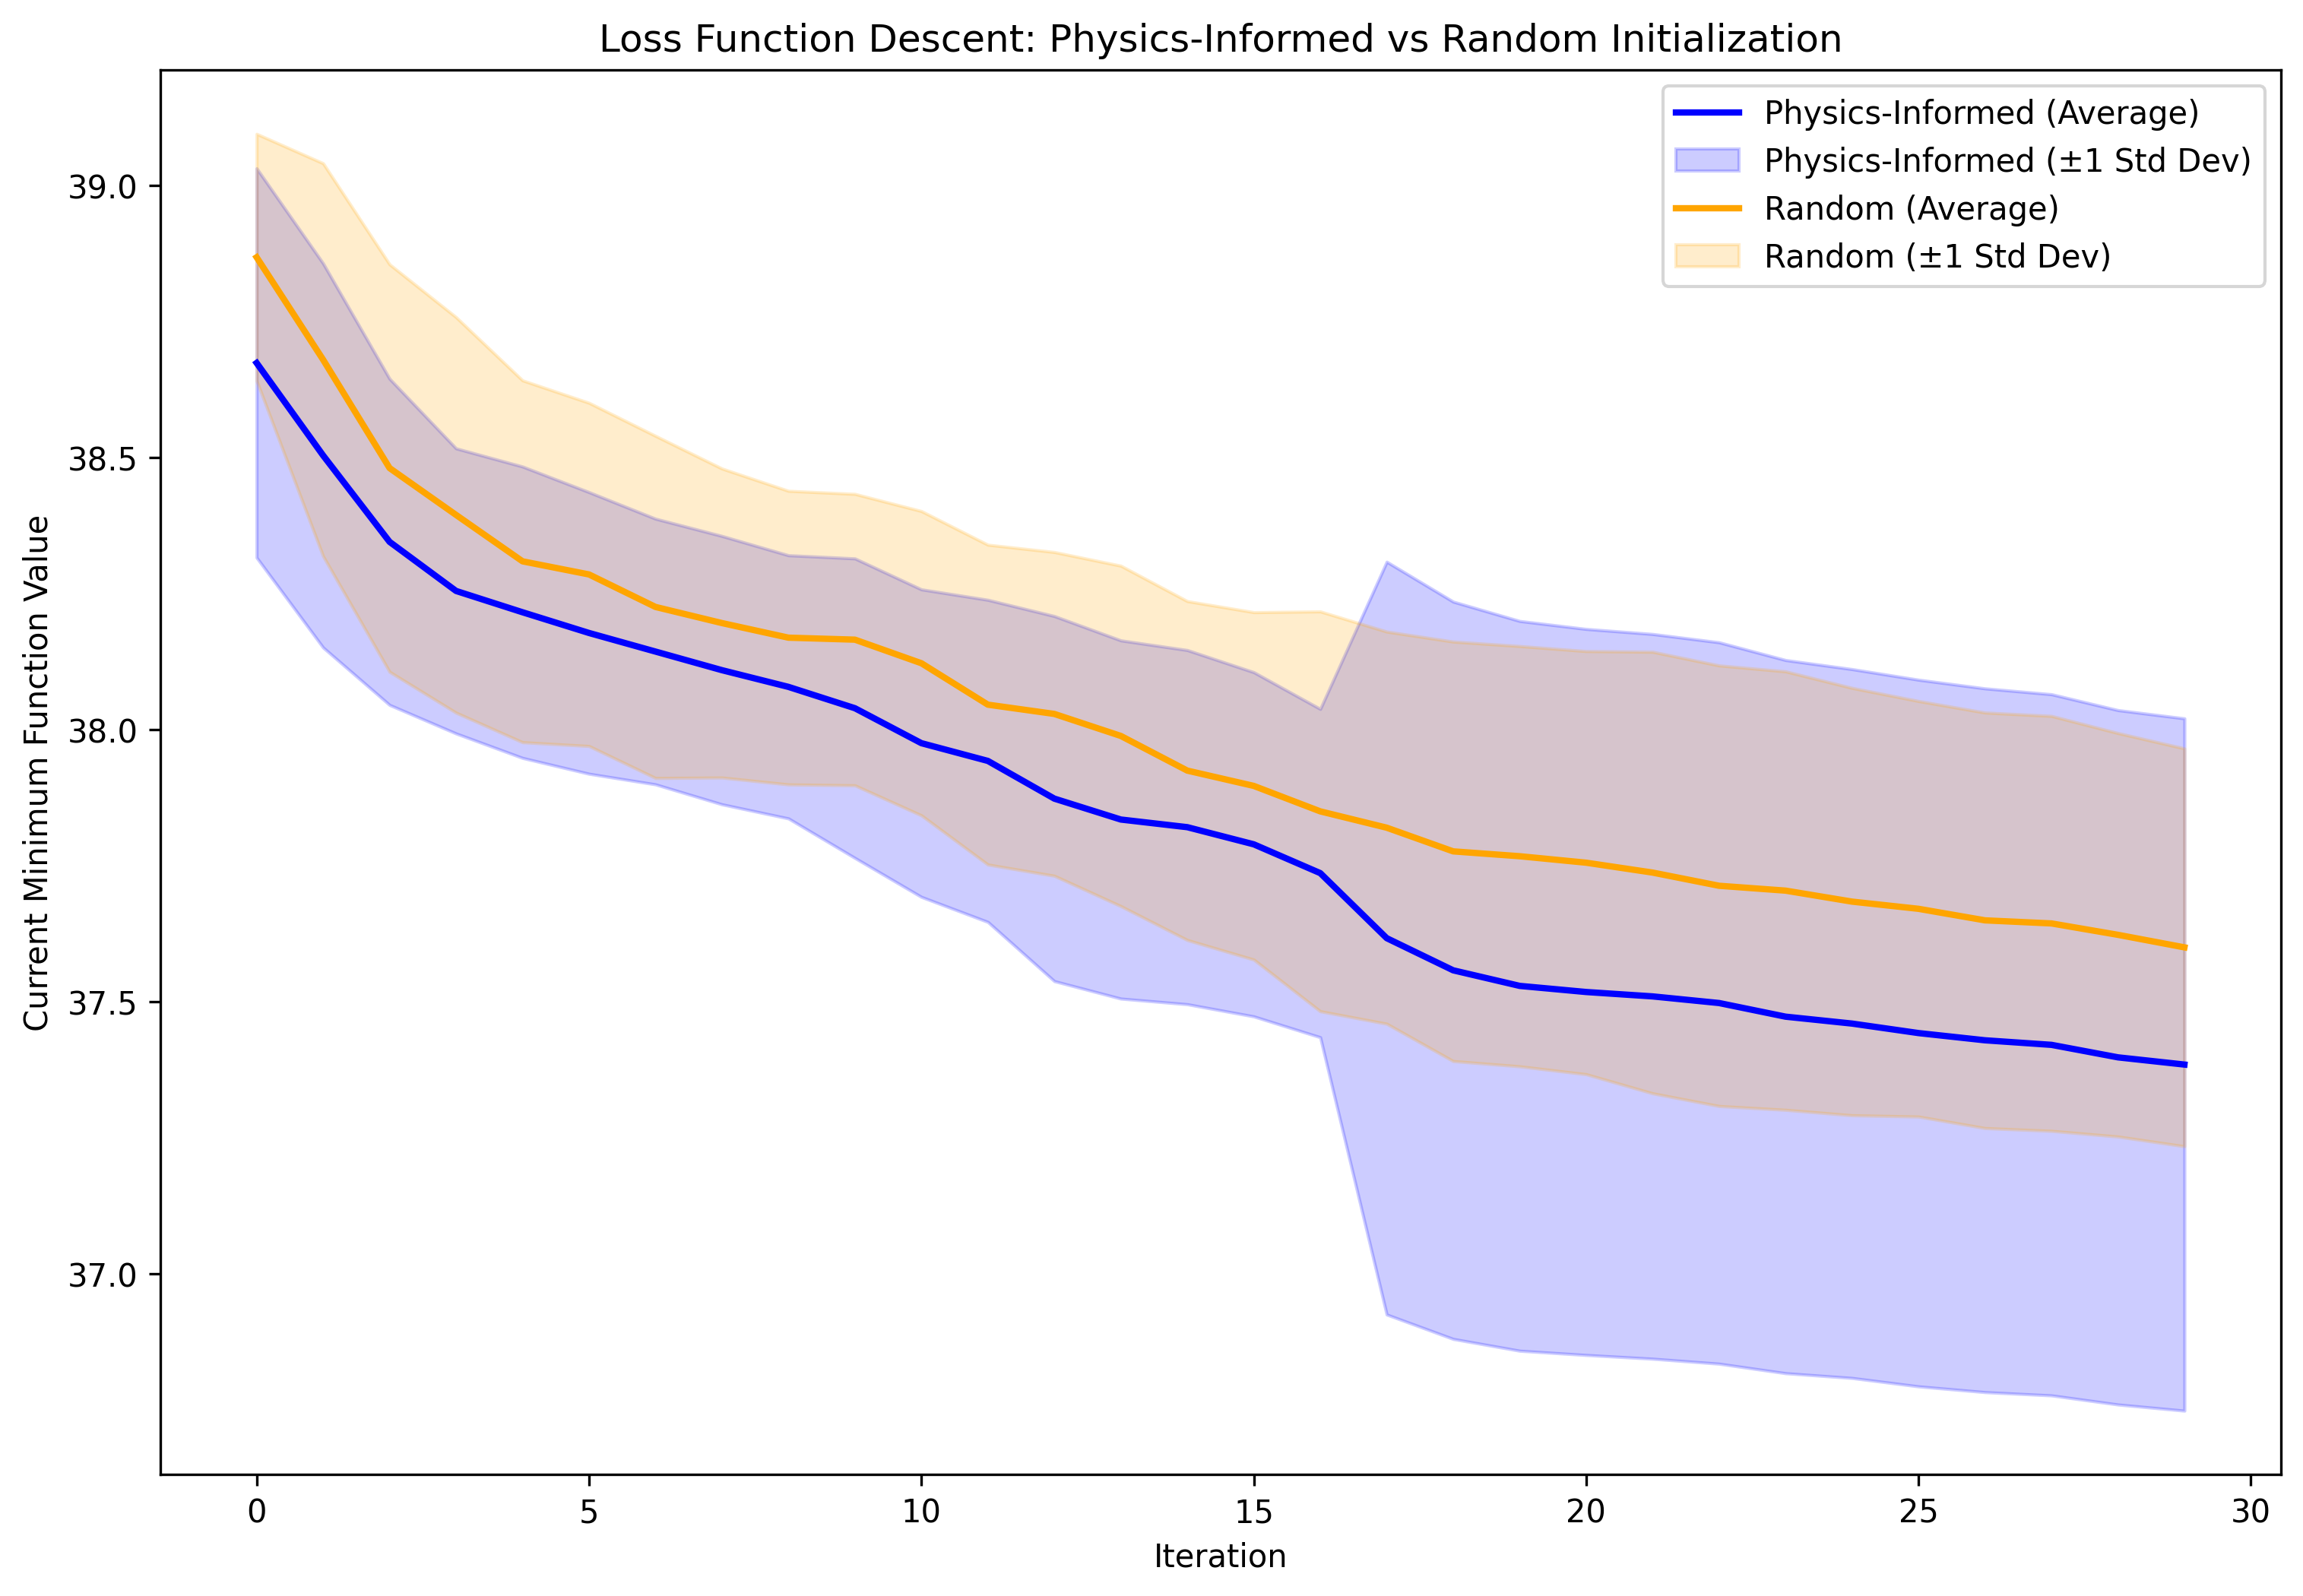 Loss Function Descent: Physics-Informed vs Random Initialization
Physics-Informed (Average)
Physics-Informed (±1 Std Dev)
Random (Average)
Random (±1 Std Dev)
Current Minimum Function Value
39.0
38.5
38.0
37.5
37.0
0 5 10 15 20 25 30
Iteration